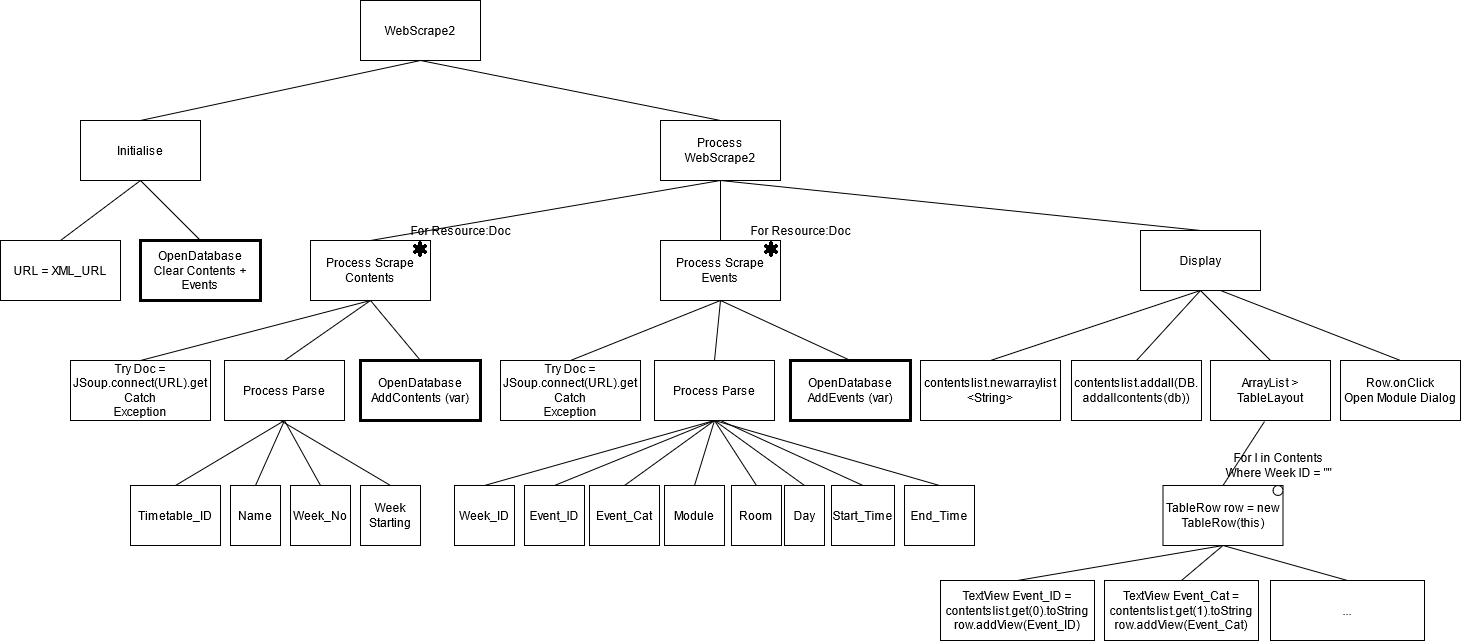 WebScrape2
Initialise
Process
WebScrape2
For Resource:Doc
For Resource:Doc
URL = XML_URL
OpenDatabase
Clear Contents +
Events
Process Scrape
Contents
Process Scrape
Events
Display
Try Doc =
JSoup.connect(URL).get
Catch
Exception
Process Parse
OpenDatabase
AddContents (var)
Try Doc =
JSoup.connect(URL).get
Catch
Exception
Process Parse
OpenDatabase
AddEvents (var)
contentslist.newarraylist
<String>
contentslist.addall(DB.
addallcontents(db))
ArrayList >
TableLayout
Row.onClick
Open Module Dialog
For I in Contents
Where Week ID = ""
Timetable_ID
Name
Week_No
Week
Starting
Week_ID
Event_ID
Event_Cat
Module
Room
Day
Start_Time
End_Time
TableRow row = new
TableRow(this)
TextView Event_ID =
contentslist.get(0).toString
row.addView(Event_ID)
TextView Event_Cat =
contentslist.get(1).toString
row.addView(Event_Cat)
...